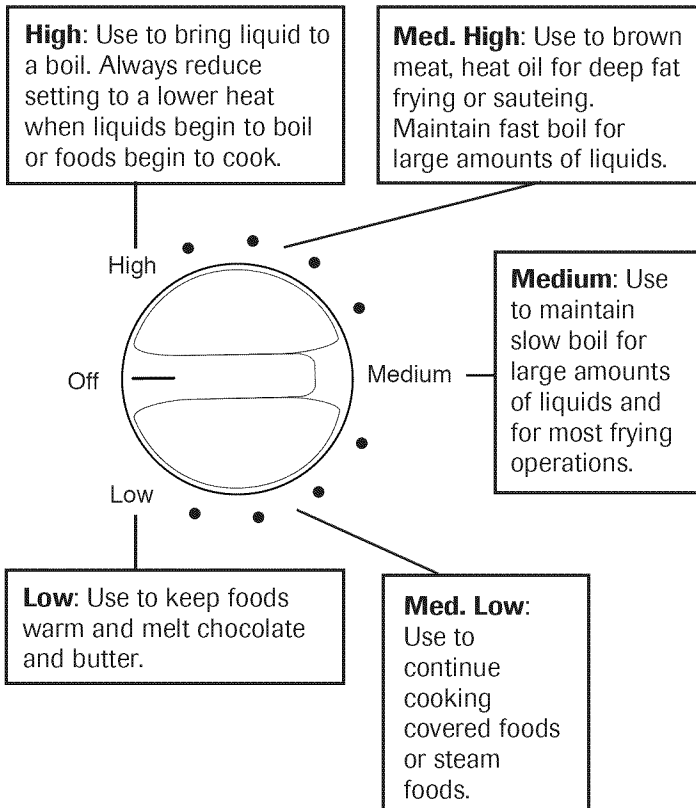 High: Use to bring liquid to
a boil. Always reduce
setting to a lower heat
when liquids begin to boil
or foods begin to cook.
Med. High: Use to brown
meat, heat oil for deep fat
frying or sauteing.
Maintain fast boil for
large amounts of liquids.
High
Off
Medium
Low
Medium: Use
to maintain
slow boil for
large amounts
of liquids and
for most frying
operations.
Low: Use to keep foods
warm and melt chocolate
and butter.
Med. Low:
Use to
continue
cooking
covered foods
or steam
foods.